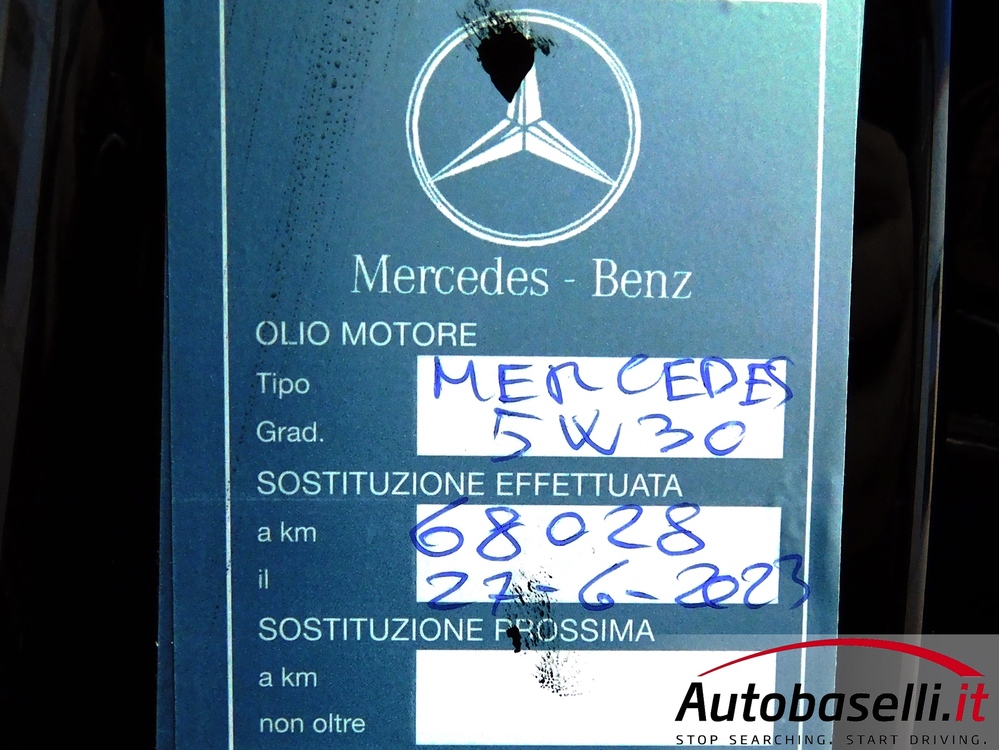 Mercedes - Benz
OLIO MOTORE
Tipo MERCEDES
Grad. 5W30
SOSTITUZIONE EFFETTUATA
a km 68028
il 27-6-2023
SOSTITUZIONE PROSSIMA
a km
non oltre
Autobaselli.it
STOP SEARCHING. START DRIVING.